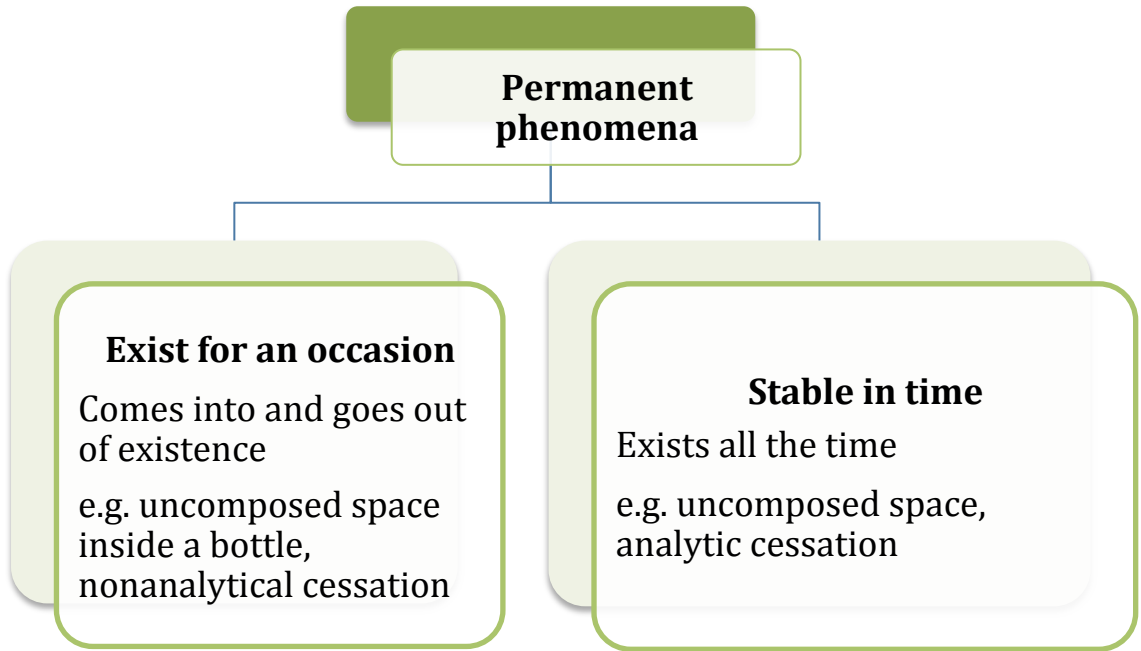 Permanent
phenomena
Exist for an occasion
Comes into and goes out
of existence
e.g. uncomposed space
inside a bottle,
nonanalytical cessation
Stable in time
Exists all the time
e.g. uncomposed space,
analytic cessation